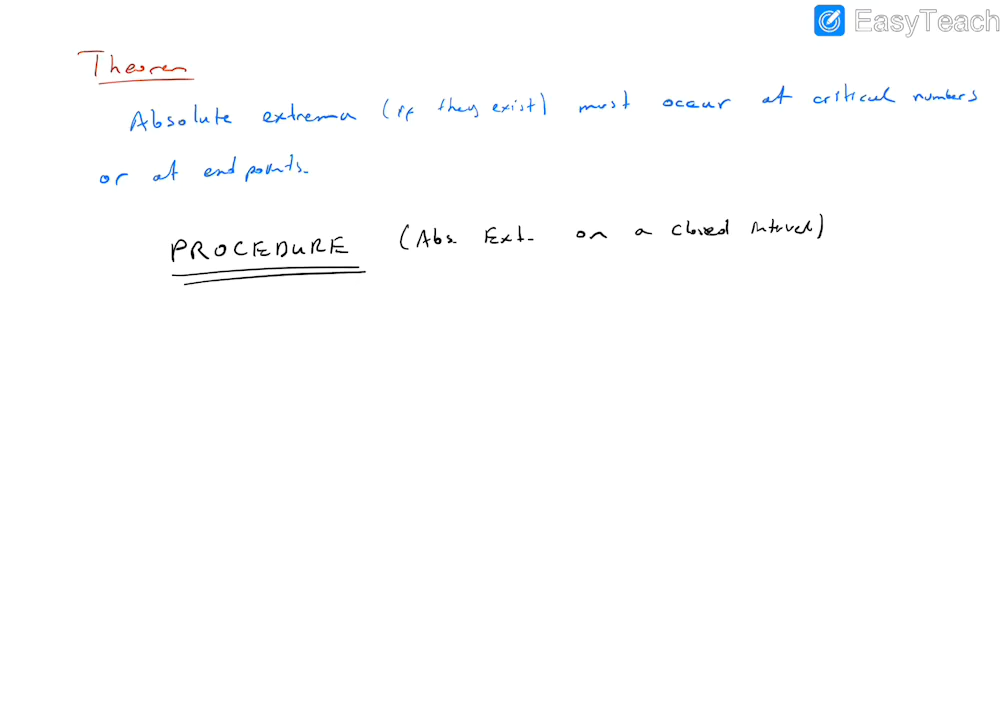 EasyTeach
Theorem
Absolute extrema (if they exist) must occur at critical numbers
or at endpoints.
PROCEDURE (Abs. Ext. on a closed interval)